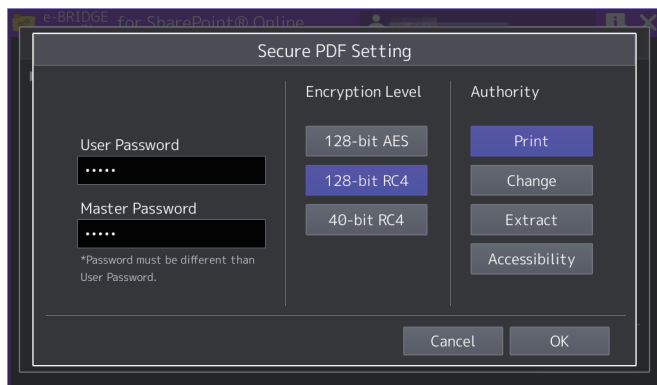 e-BRIDGE for SharePoint® Online
Secure PDF Setting
User Password
•••••
Master Password
•••••
*Password must be different than
User Password.
Encryption Level
128-bit AES
128-bit RC4
40-bit RC4
Authority
Print
Change
Extract
Accessibility
Cancel
OK